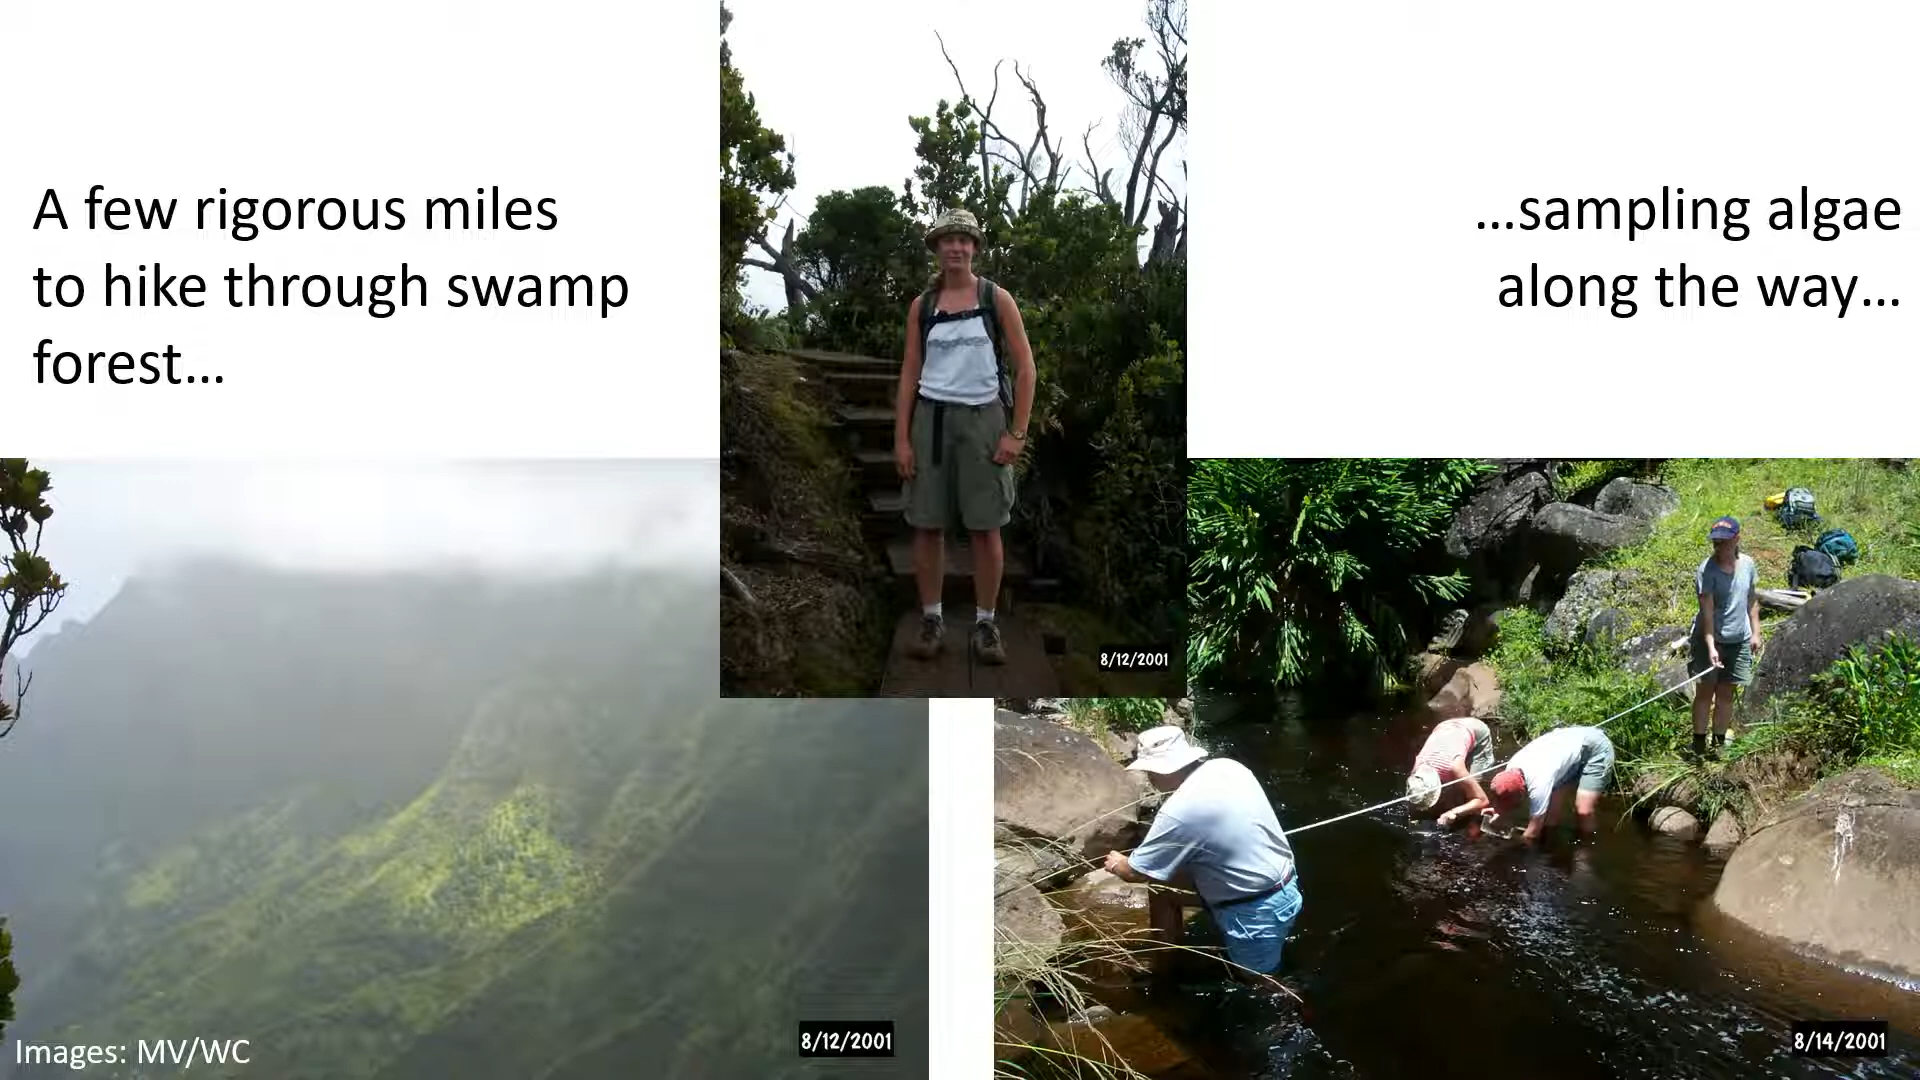 A few rigorous miles
to hike through swamp
forest…
…sampling algae
along the way…
8/12/2001
8/12/2001
8/14/2001
Images: MV/WC